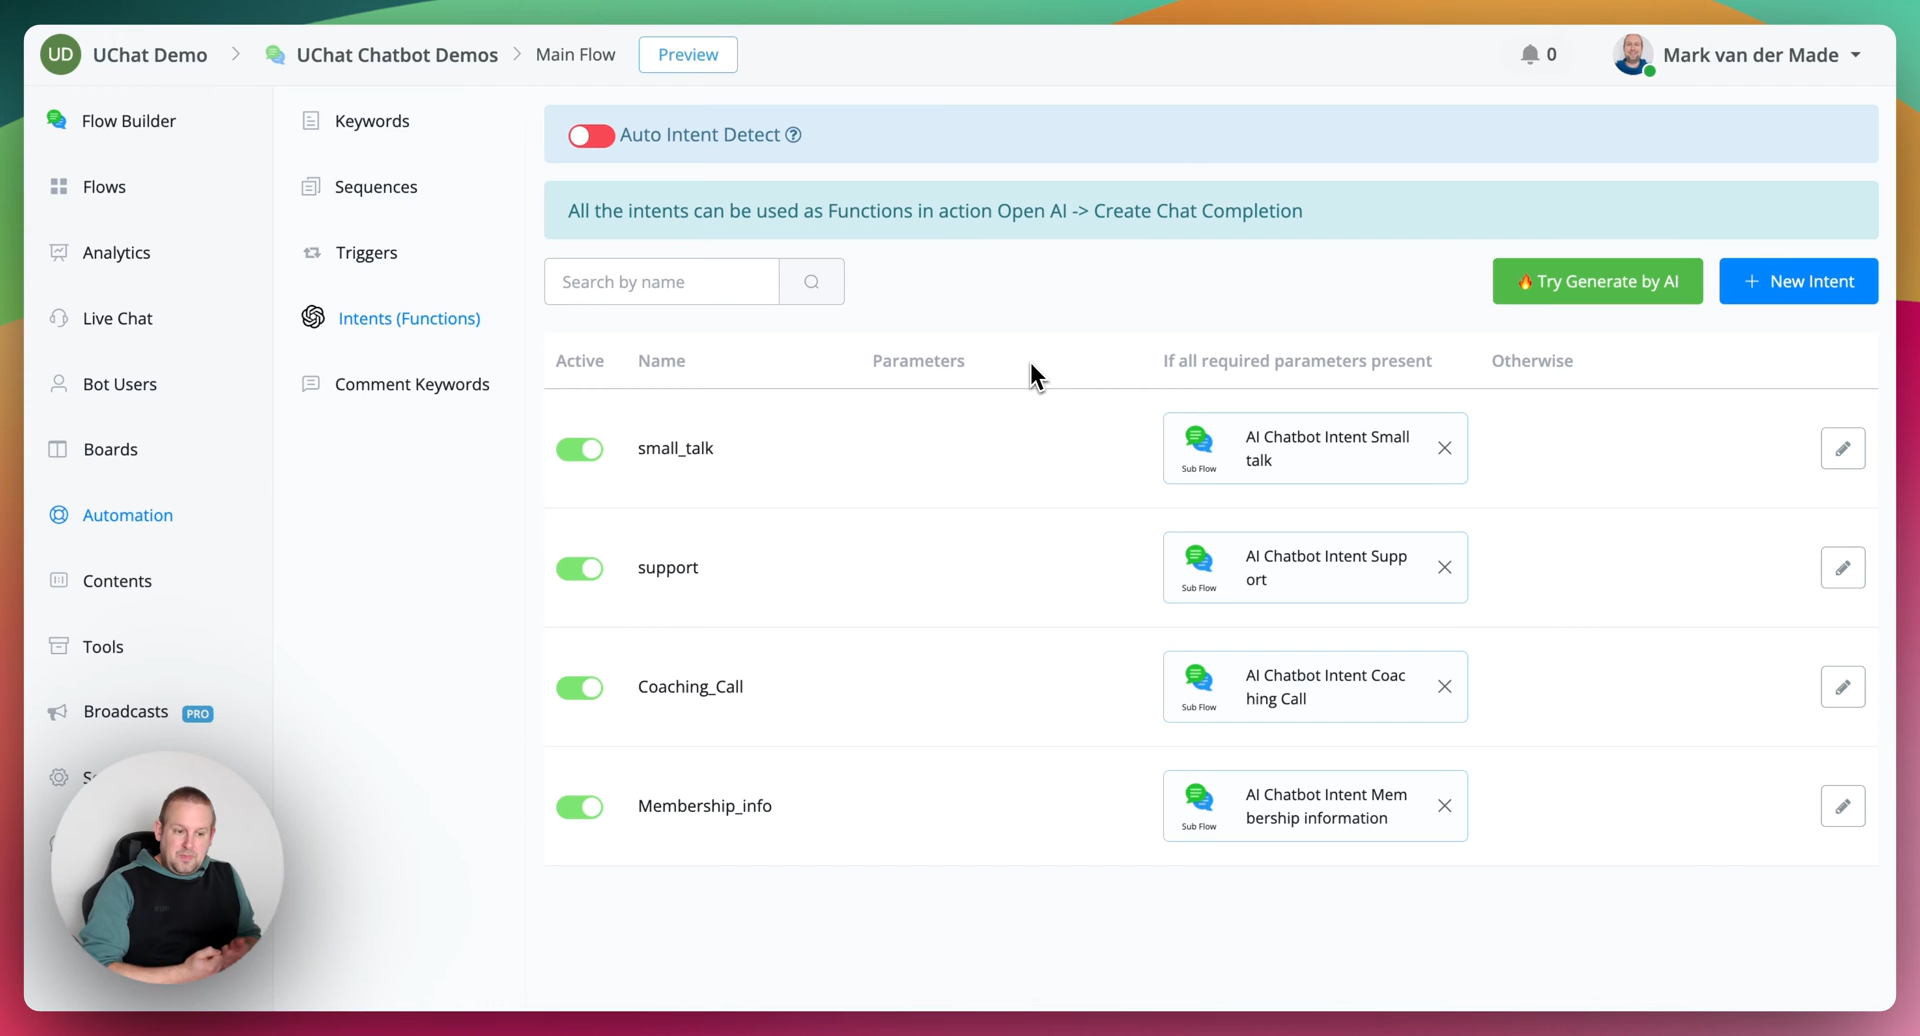 UD UChat Demo > UChat Chatbot Demos > Main Flow Preview
0 Mark van der Made
Flow Builder
Flows
Analytics
Live Chat
Bot Users
Boards
Automation
Contents
Tools
Broadcasts PRO
Keywords
Sequences
Triggers
Intents (Functions)
Comment Keywords
Auto Intent Detect ?
All the intents can be used as Functions in action Open AI -> Create Chat Completion
Search by name
Try Generate by AI
+ New Intent
Active Name Parameters If all required parameters present Otherwise
small_talk
Sub Flow
AI Chatbot Intent Small
talk
support
Sub Flow
AI Chatbot Intent Supp
ort
Coaching_Call
Sub Flow
AI Chatbot Intent Coac
hing Call
Membership_info
Sub Flow
AI Chatbot Intent Mem
bership information